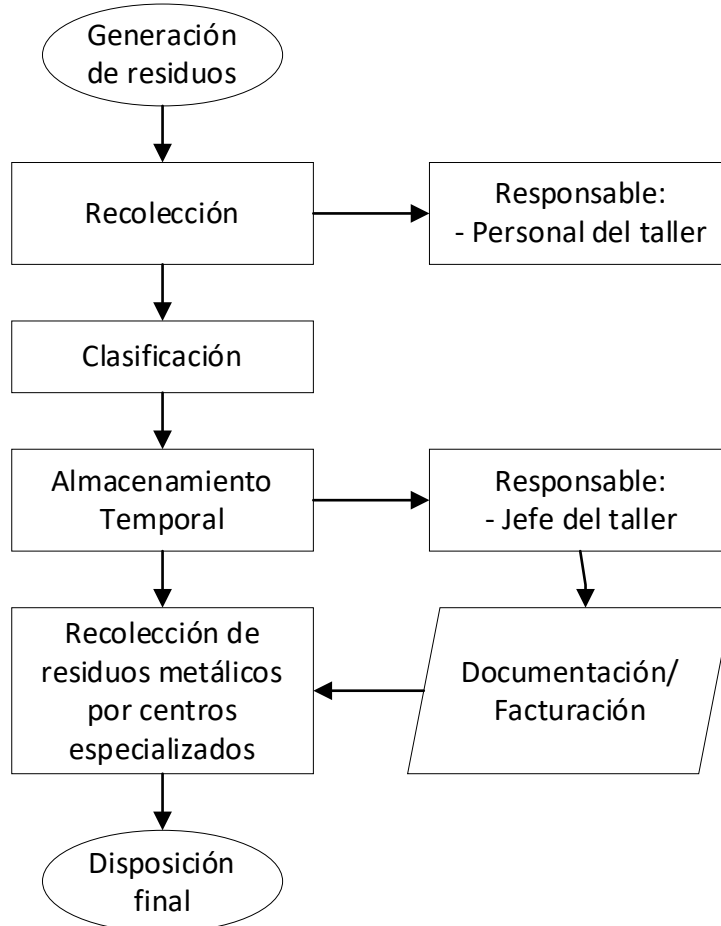 Generación
de residuos
Recolección
Responsable:
- Personal del taller
Clasificación
Almacenamiento
Temporal
Responsable:
- Jefe del taller
Recolección de
residuos metálicos
por centros
especializados
Documentación/
Facturación
Disposición
final